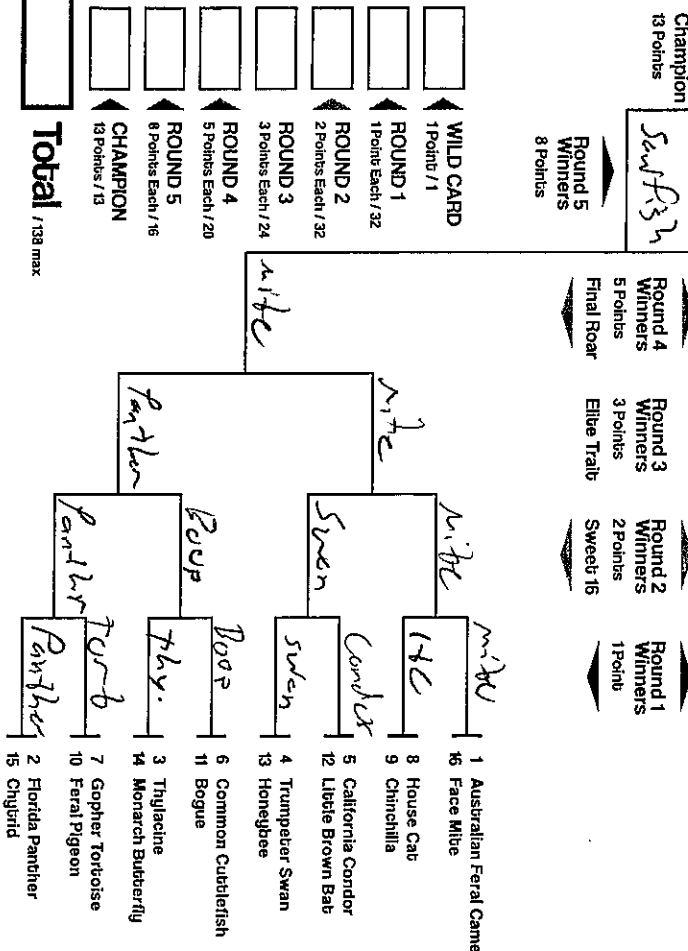 Champion
13 Points
Sawfish
Round 5
Winners
8 Points
Round 4
Winners
5 Points
Final Roar
Round 3
Winners
3 Points
Elite Trait
Round 2
Winners
2 Points
Sweet 16
Round 1
Winners
1 Point
WILD CARD
1 Point / 1
ROUND 1
1 Point Each / 32
ROUND 2
2 Points Each / 32
ROUND 3
3 Points Each / 24
ROUND 4
5 Points Each / 20
ROUND 5
8 Points Each / 16
CHAMPION
13 Points / 13
Total / 138 max
mite
mite
Panther
mite
Swan
Panther
mite
Condor
swan
thy.
Tort
Panther
1 Australian Feral Came
16 Face Mite
8 House Cat
9 Chinchilla
5 California Condor
12 Little Brown Bat
4 Trumpeter Swan
13 Honeybee
6 Common Cuttlefish
11 Bogue
3 Thylacine
14 Monarch Butterfly
7 Gopher Tortoise
10 Feral Pigeon
2 Florida Panther
15 Chytrid